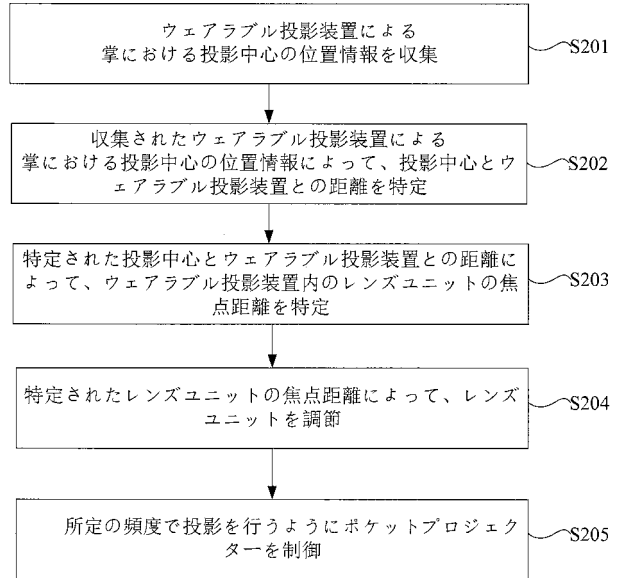 ウェアラブル投影装置による
掌における投影中心の位置情報を収集
S201
収集されたウェアラブル投影装置による
掌における投影中心の位置情報によって、投影中心とウ
ェアラブル投影装置との距離を特定
S202
特定された投影中心とウェアラブル投影装置との距離に
よって、ウェアラブル投影装置内のレンズユニットの焦
点距離を特定
S203
特定されたレンズユニットの焦点距離によって、レンズ
ユニットを調節
S204
所定の頻度で投影を行うようにポケットプロジェク
ターを制御
S205